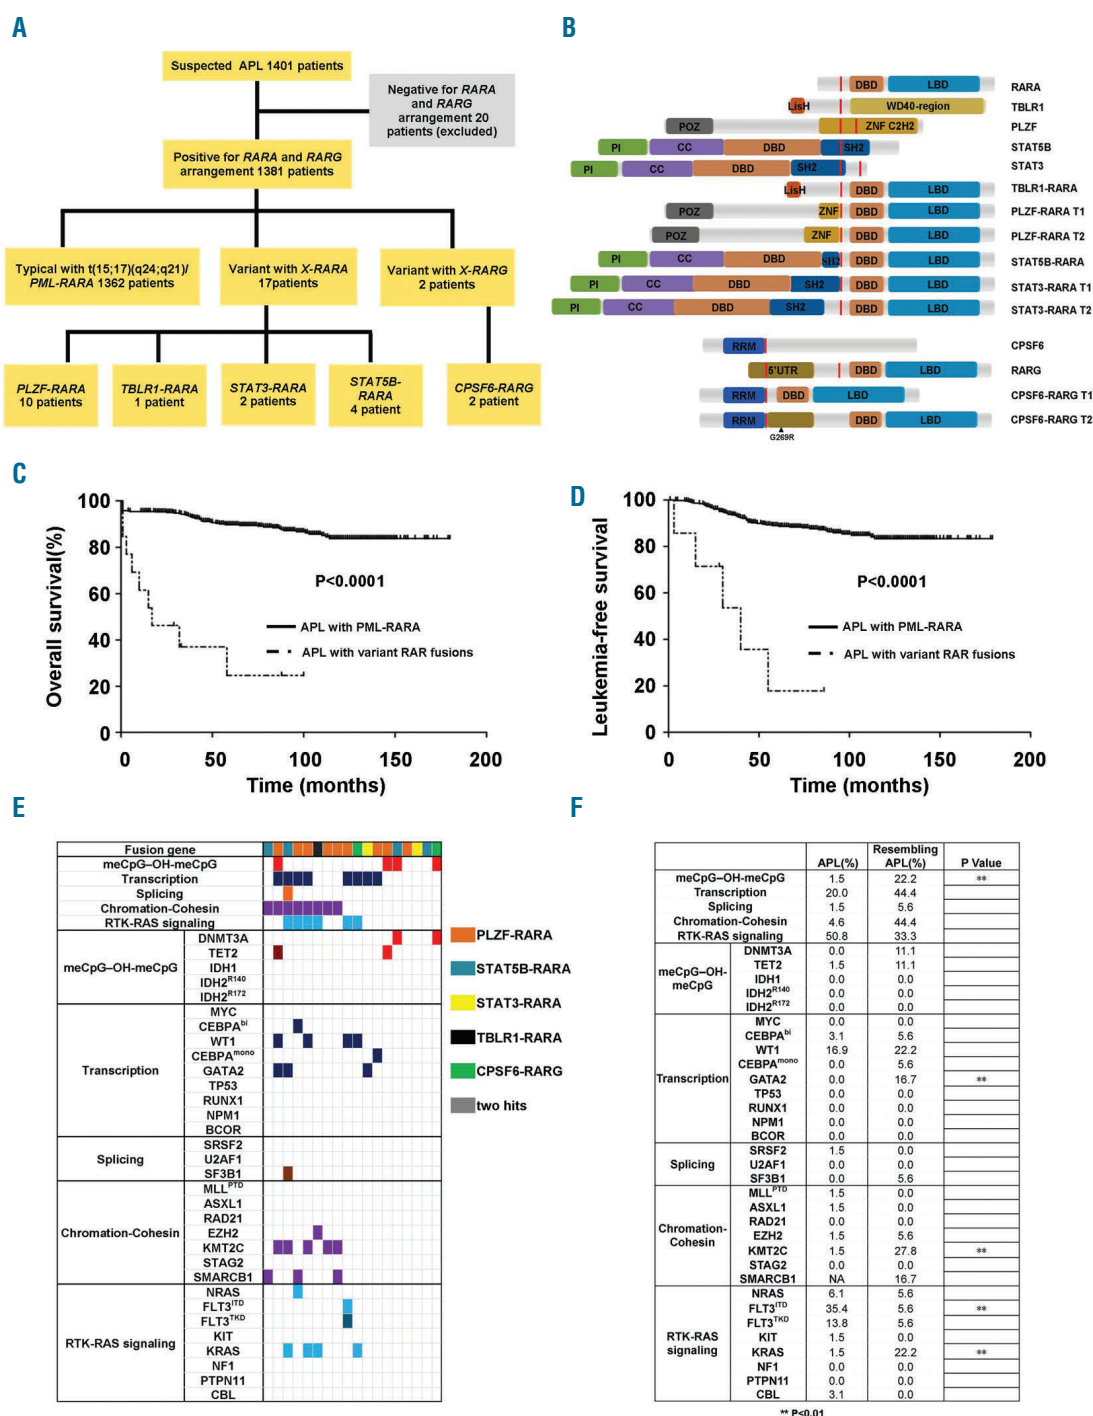 A
Suspected APL 1401 patients
Negative for RARA
and RARG
arrangement 20
patients (excluded)
Positive for RARA and RARG
arrangement 1381 patients
Typical with t(15;17)(q24;q21)/
PML-RARA 1362 patients
Variant with X-RARA
17patients
Variant with X-RARG
2 patients
PLZF-RARA
10 patients
TBLR1-RARA
1 patient
STAT3-RARA
2 patients
STAT5B-
RARA
4 patient
CPSF6-RARG
2 patient
B
DBD LBD RARA
LisH WD40-region TBLR1
POZ ZNF C2H2 PLZF
PI CC DBD SH2 STAT5B
PI CC DBD SH2 STAT3
LisH DBD LBD TBLR1-RARA
POZ ZNF DBD LBD PLZF-RARA T1
POZ ZNF DBD LBD PLZF-RARA T2
PI CC DBD SH2 DBD LBD STAT5B-RARA
PI CC DBD SH2 DBD LBD STAT3-RARA T1
PI CC DBD SH2 DBD LBD STAT3-RARA T2
RRM CPSF6
5'UTR DBD LBD RARG
RRM DBD LBD CPSF6-RARG T1
RRM DBD LBD CPSF6-RARG T2
G269R
C
Overall survival(%)
100
80
60
40
20
0
P<0.0001
APL with PML-RARA
APL with variant RAR fusions
0 50 100 150 200
Time (months)
D
Leukemia-free survival
100
80
60
40
20
0
P<0.0001
APL with PML-RARA
APL with variant RAR fusions
0 50 100 150 200
Time (months)
E
Fusion gene
meCpG–OH-meCpG
Transcription
Splicing
Chromation-Cohesin
RTK-RAS signaling
meCpG–OH-meCpG
DNMT3A
TET2
IDH1
IDH2R140
IDH2R172
Transcription
MYC
CEBPAbi
WT1
CEBPAmono
GATA2
TP53
RUNX1
NPM1
BCOR
Splicing
SRSF2
U2AF1
SF3B1
Chromation-Cohesin
MLLPTD
ASXL1
RAD21
EZH2
KMT2C
STAG2
SMARCB1
RTK-RAS signaling
NRAS
FLT3ITD
FLT3TKD
KIT
KRAS
NF1
PTPN11
CBL
PLZF-RARA
STAT5B-RARA
STAT3-RARA
TBLR1-RARA
CPSF6-RARG
two hits
F
APL(%) Resembling APL(%) P Value
meCpG–OH-meCpG 1.5 22.2 **
Transcription 20.0 44.4
Splicing 1.5 5.6
Chromation-Cohesin 4.6 44.4
RTK-RAS signaling 50.8 33.3
meCpG–OH-
meCpG
DNMT3A 0.0 11.1
TET2 1.5 11.1
IDH1 0.0 0.0
IDH2R140 0.0 0.0
IDH2R172 0.0 0.0
Transcription
MYC 0.0 0.0
CEBPAbi 3.1 5.6
WT1 16.9 22.2
CEBPAmono 0.0 5.6
GATA2 0.0 16.7 **
TP53 0.0 0.0
RUNX1 0.0 0.0
NPM1 0.0 0.0
BCOR 0.0 0.0
Splicing
SRSF2 1.5 0.0
U2AF1 0.0 0.0
SF3B1 0.0 5.6
Chromation-
Cohesin
MLLPTD 1.5 0.0
ASXL1 1.5 0.0
RAD21 0.0 0.0
EZH2 1.5 5.6
KMT2C 1.5 27.8 **
STAG2 0.0 0.0
SMARCB1 NA 16.7
RTK-RAS
signaling
NRAS 6.1 5.6
FLT3ITD 35.4 5.6 **
FLT3TKD 13.8 5.6
KIT 1.5 0.0
KRAS 1.5 22.2 **
NF1 0.0 0.0
PTPN11 0.0 0.0
CBL 3.1 0.0
** P<0.01